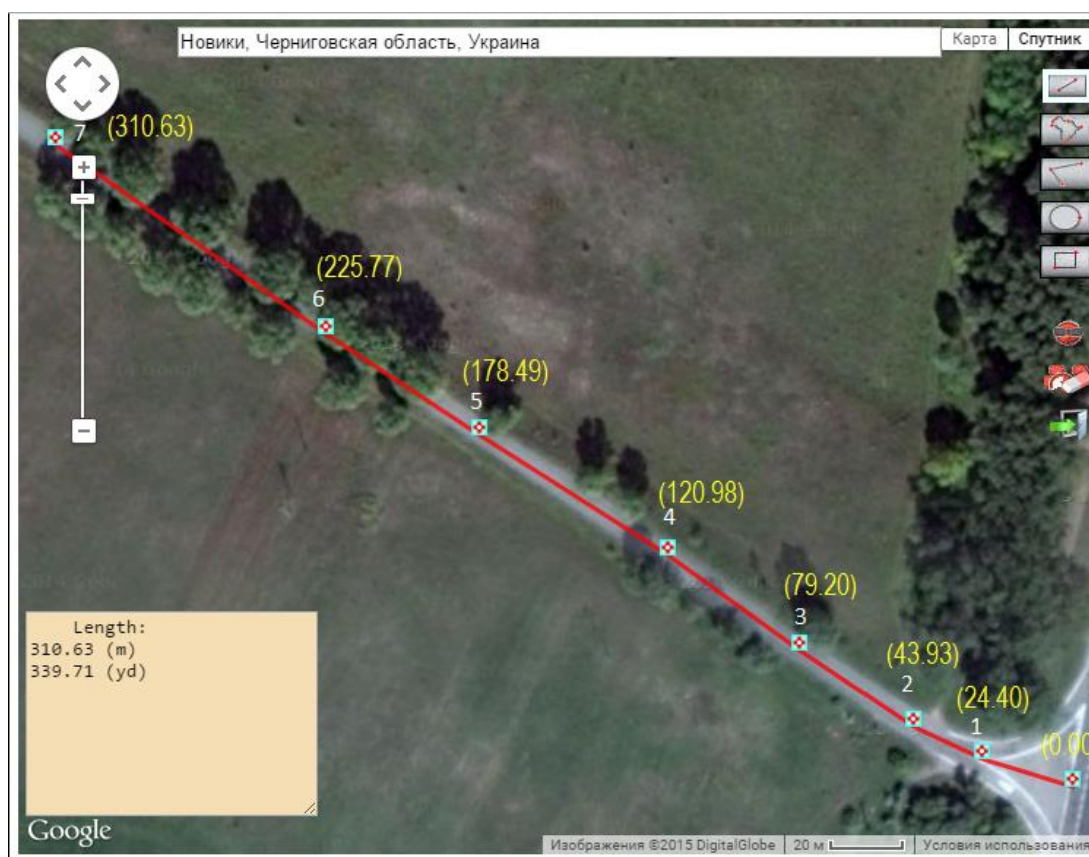 Новики, Черниговская область, Украина
Карта
Спутник
7
(310.63)
(225.77)
6
(178.49)
5
(120.98)
4
(79.20)
3
(43.93)
2
(24.40)
1
(0.00
Length:
310.63 (m)
339.71 (yd)
Google
Изображения ©2015 DigitalGlobe
20 м
Условия использования